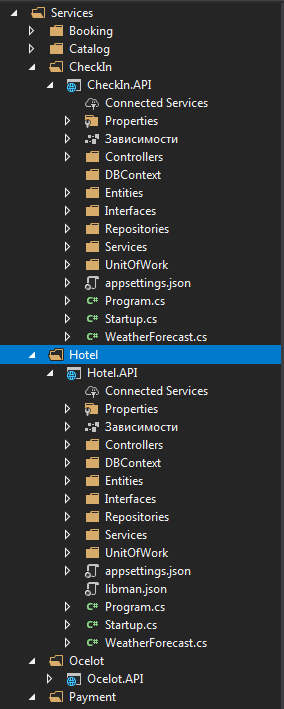 Services
Booking
Catalog
CheckIn
CheckIn.API
Connected Services
Properties
Зависимости
Controllers
DBContext
Entities
Interfaces
Repositories
Services
UnitOfWork
appsettings.json
C# Program.cs
C# Startup.cs
C# WeatherForecast.cs
Hotel
Hotel.API
Connected Services
Properties
Зависимости
Controllers
DBContext
Entities
Interfaces
Repositories
Services
UnitOfWork
appsettings.json
libman.json
C# Program.cs
C# Startup.cs
C# WeatherForecast.cs
Ocelot
Ocelot.API
Payment